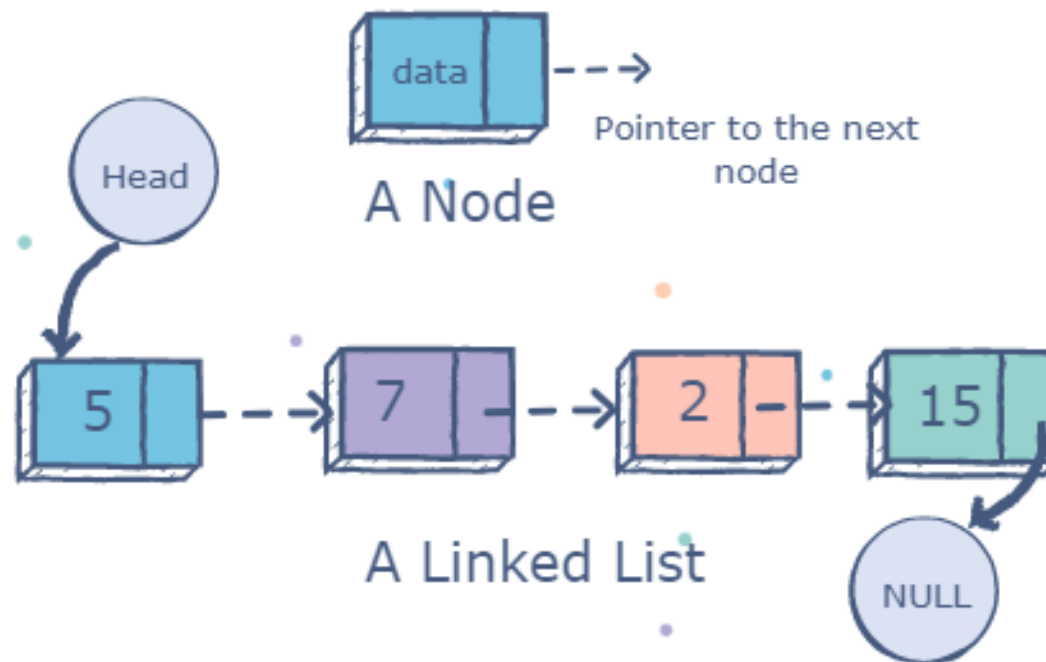 data
Pointer to the next
node
Head
A Node
5
7
2
15
A Linked List
NULL